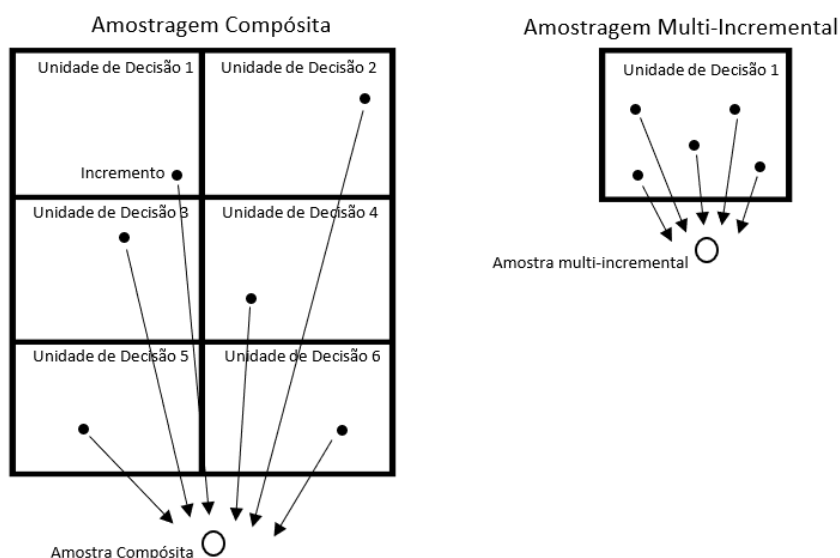 Amostragem Compósita
Unidade de Decisão 1
Unidade de Decisão 2
Incremento
Unidade de Decisão 3
Unidade de Decisão 4
Unidade de Decisão 5
Unidade de Decisão 6
Amostra Compósita
Amostragem Multi-Incremental
Unidade de Decisão 1
Amostra multi-incremental